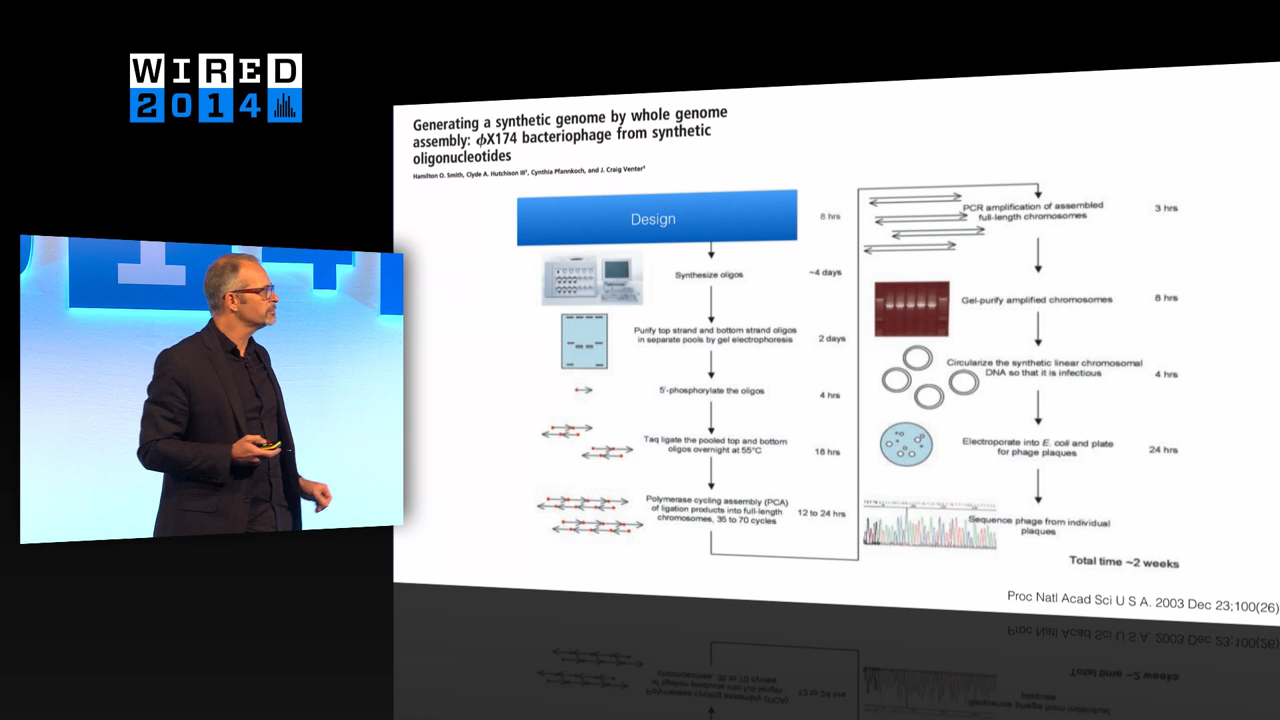 WIRED
2014
Generating a synthetic genome by whole genome
assembly: ϕX174 bacteriophage from synthetic
oligonucleotides
Hamilton O. Smith, Clyde A. Hutchison III†, Cynthia Pfannkoch, and J. Craig Venter‡
Design
8 hrs
Synthesize oligos
~4 days
Purify top strand and bottom strand oligos
in separate pools by gel electrophoresis
2 days
5'-phosphorylate the oligos
4 hrs
Taq ligate the pooled top and bottom
oligos overnight at 55°C
18 hrs
Polymerase cycling assembly (PCA)
of ligation products into full-length
chromosomes, 35 to 70 cycles
12 to 24 hrs
PCR amplification of assembled
full-length chromosomes
3 hrs
Gel-purify amplified chromosomes
8 hrs
Circularize the synthetic linear chromosomal
DNA so that it is infectious
4 hrs
Electroporate into E. coli and plate
for phage plaques
24 hrs
Sequence phage from individual
plaques
Total time ~2 weeks
Proc Natl Acad Sci U S A. 2003 Dec 23;100(26)